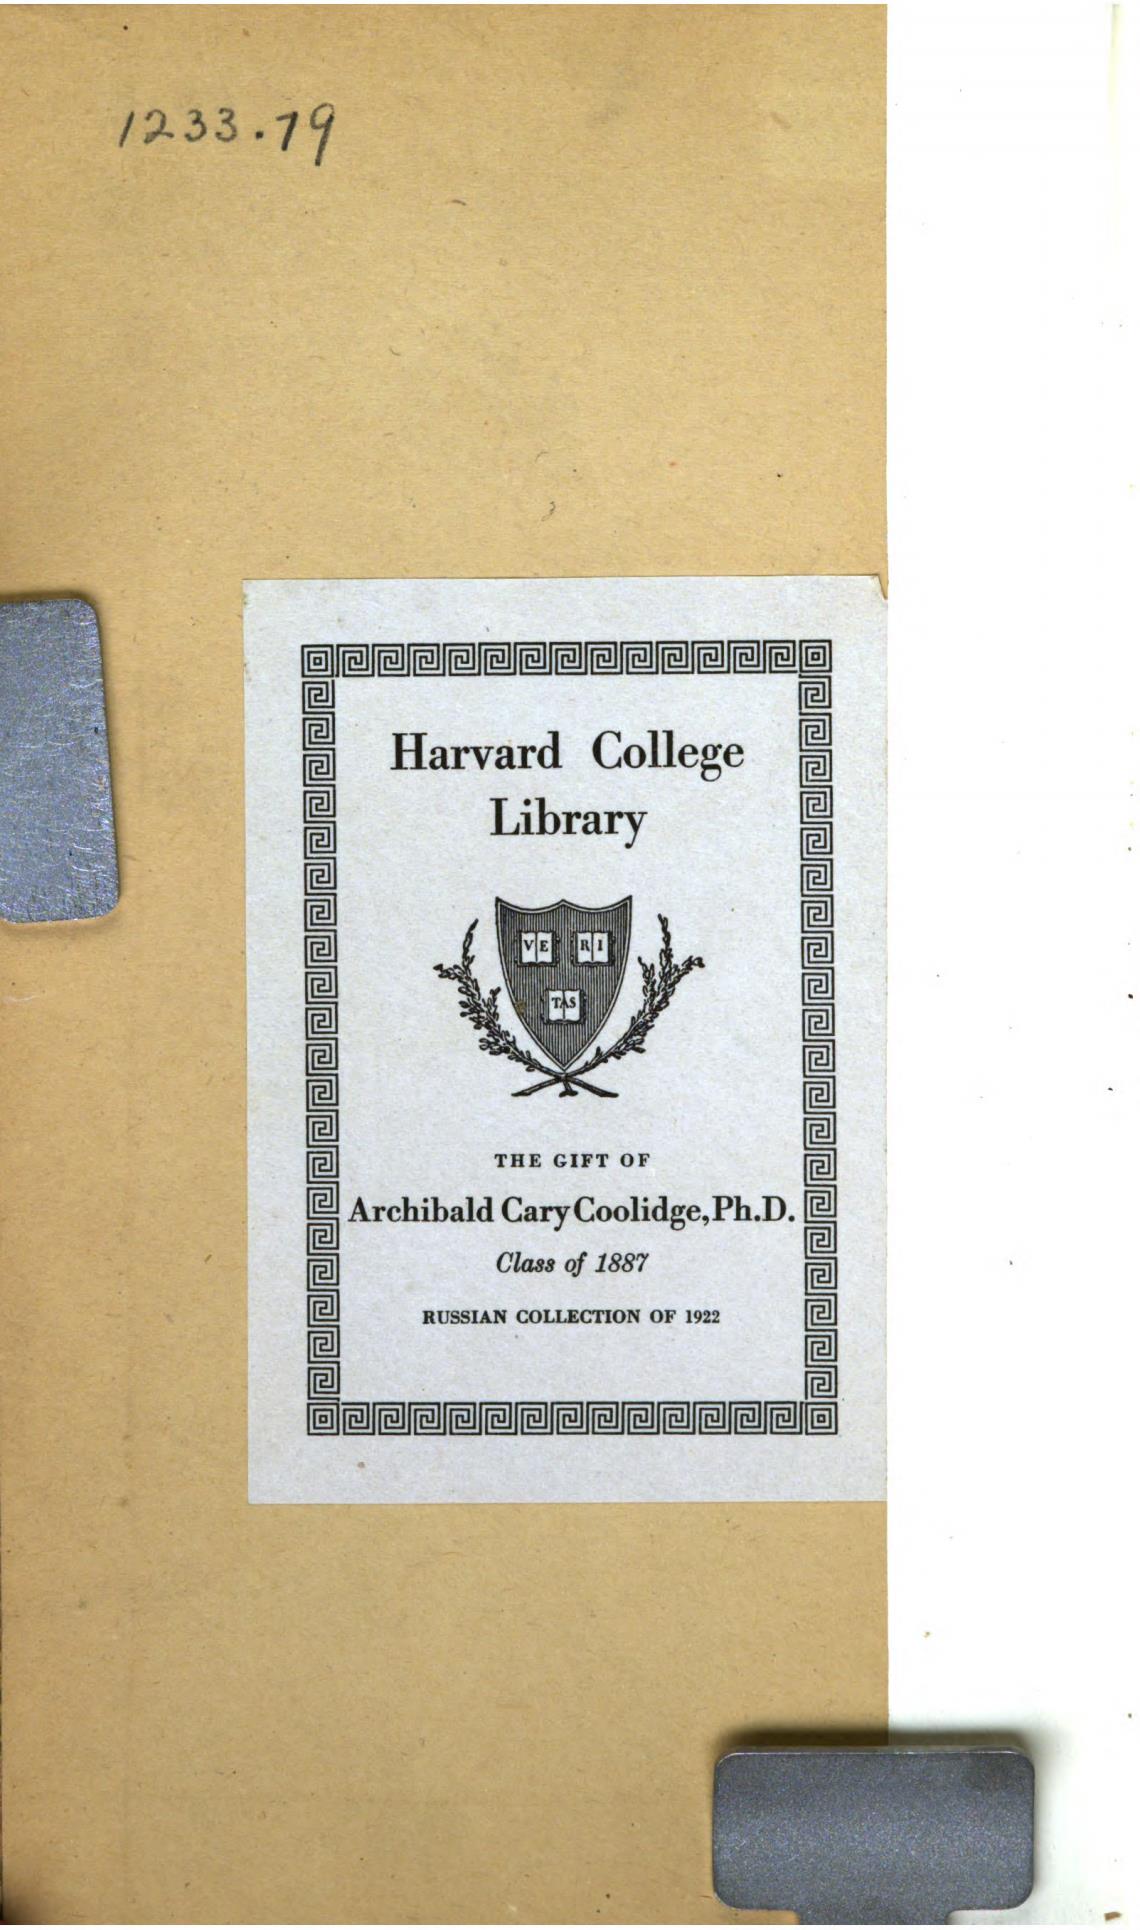 1233.79
Harvard College
Library
VE RI
TAS
THE GIFT OF
Archibald Cary Coolidge, Ph.D.
Class of 1887
RUSSIAN COLLECTION OF 1922